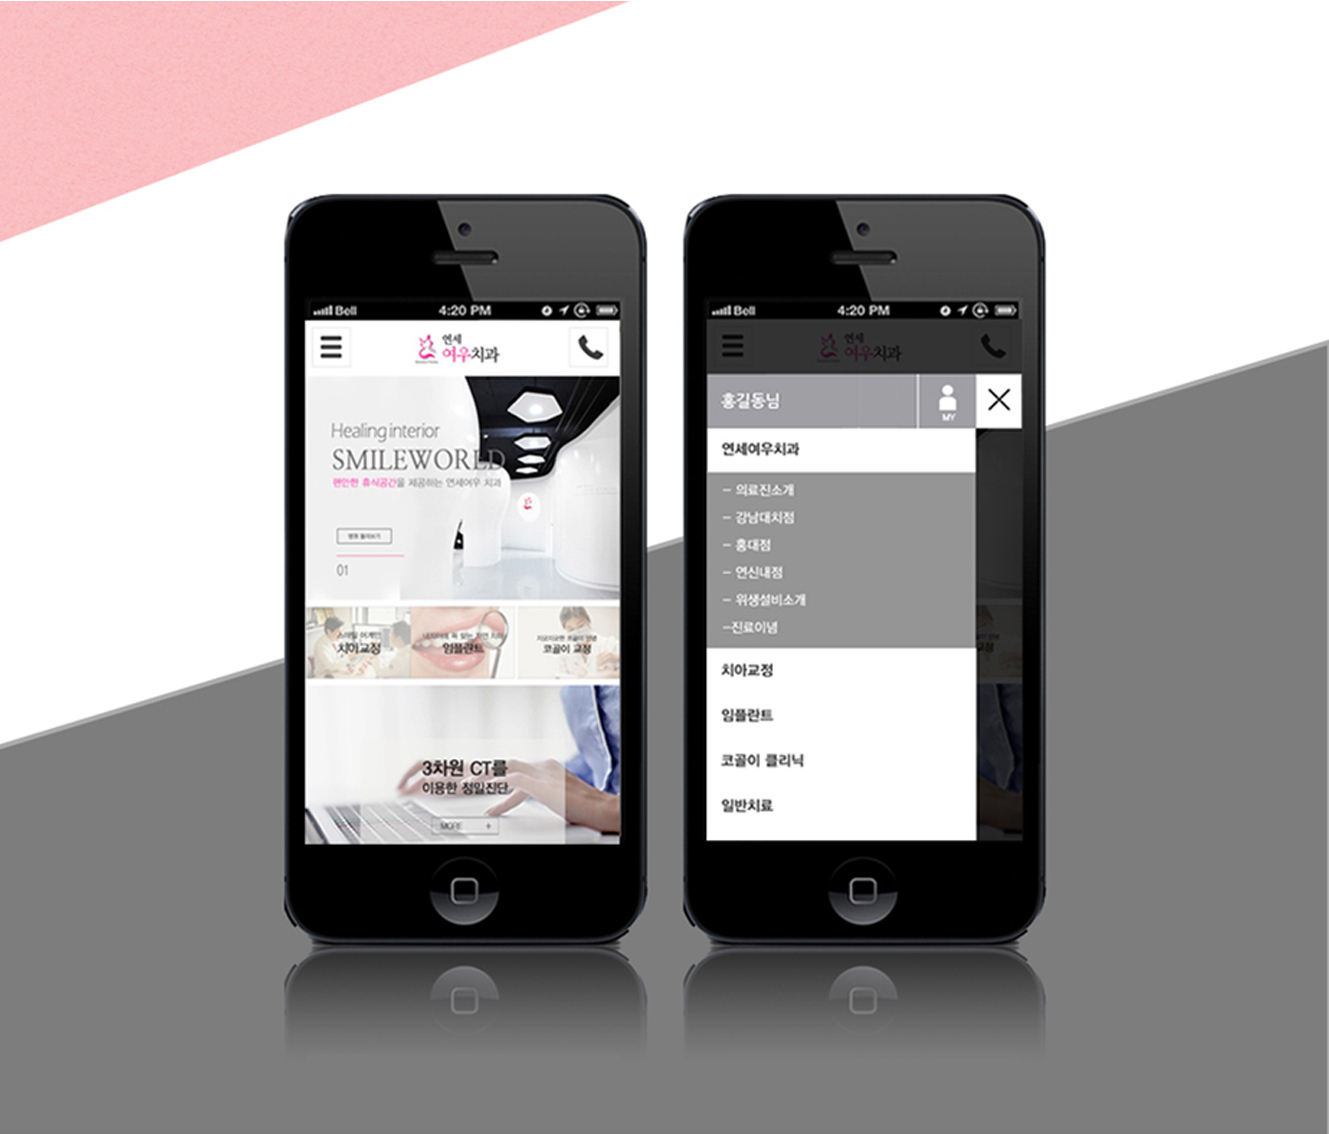 Bell 4:20 PM
연세
여우치과
Healing interior
SMILEWORLD
편안한 휴식공간을 제공하는 연세여우 치과
병원 둘러보기
01
치아교정
임플란트
코골이 교정
3차원 CT를
이용한 정밀진단
MORE +
Bell 4:20 PM
연세
여우치과
홍길동님
MY
연세여우치과
- 의료진소개
- 강남대치점
- 홍대점
- 연신내점
- 위생설비소개
-진료이념
치아교정
임플란트
코골이 클리닉
일반치료